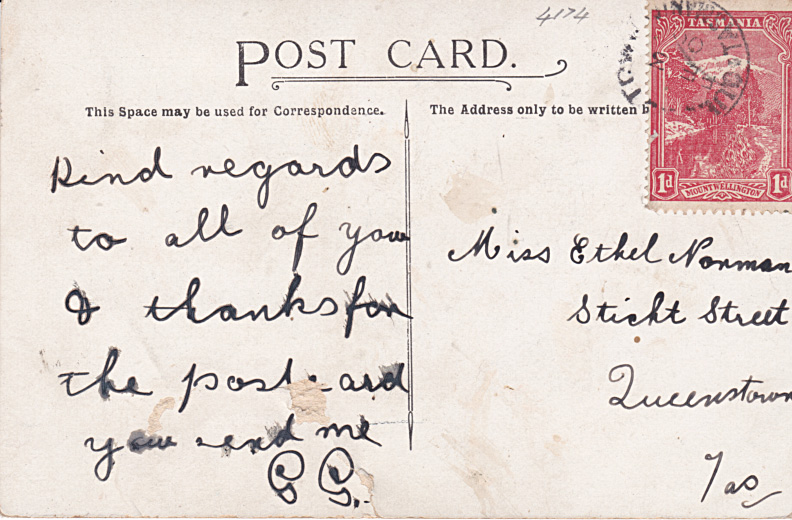 4174
POST CARD.
This Space may be used for Correspondence.
The Address only to be written
TASMANIA
1d
MOUNT WELLINGTON
1d
Kind regards
to all of you
& thanks for
the post card
you send me
G G.
Miss Ethel Norman
Sticht Street
Queenstown
Tas